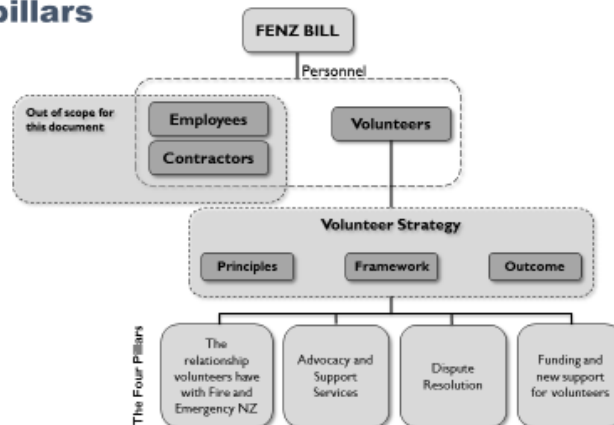 pillars
FENZ BILL
Personnel
Out of scope for
this document
Employees
Contractors
Volunteers
Volunteer Strategy
Principles
Framework
Outcome
The Four Pillars
The
relationship
volunteers have
with Fire and
Emergency NZ
Advocacy and
Support
Services
Dispute
Resolution
Funding and
new support
for volunteers